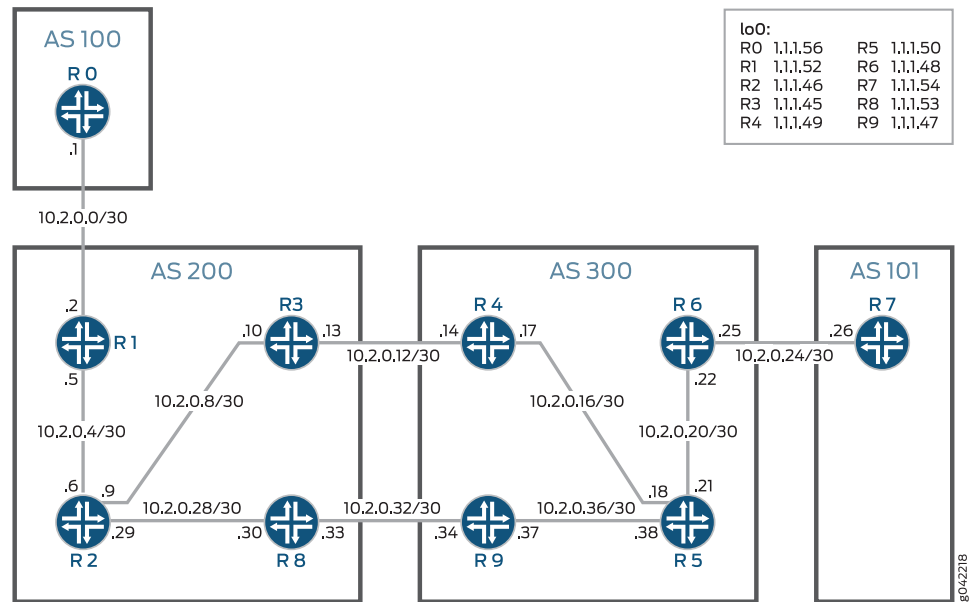 AS 100
R 0
.1
10.2.0.0/30
lo0:
R0 1.1.1.56 R5 1.1.1.50
R1 1.1.1.52 R6 1.1.1.48
R2 1.1.1.46 R7 1.1.1.54
R3 1.1.1.45 R8 1.1.1.53
R4 1.1.1.49 R9 1.1.1.47
AS 200
AS 300
AS 101
.2
R 1
.5
R3
.10
.13
10.2.0.12/30
R 4
.14
.17
R 6
.25
.22
10.2.0.24/30
R 7
.26
10.2.0.8/30
10.2.0.16/30
10.2.0.4/30
10.2.0.20/30
.6
.9
.29
R 2
10.2.0.28/30
.30
.33
R 8
10.2.0.32/30
.34
.37
R 9
10.2.0.36/30
.18
.21
.38
R 5
g042218